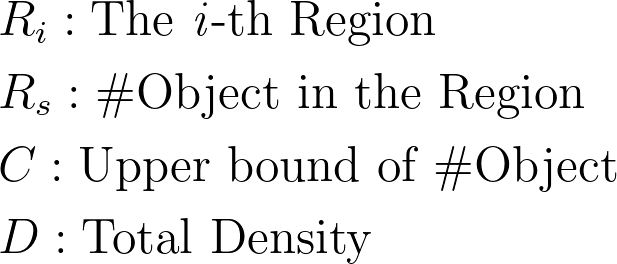 R_i : The i-th Region
R_s : #Object in the Region
C : Upper bound of #Object
D : Total Density